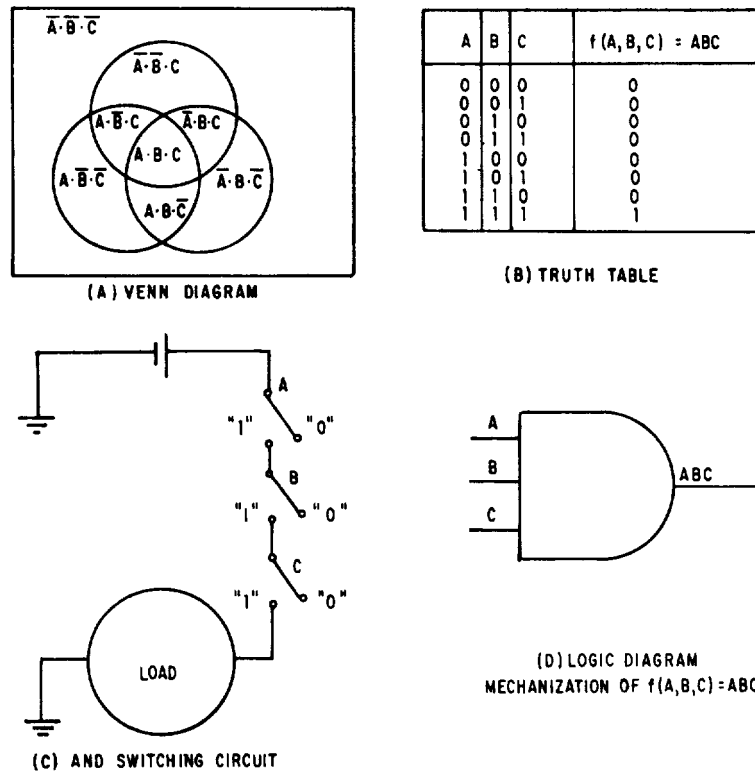 A̅·B̅·C̅
A̅·B̅·C
A·B̅·C
A̅·B·C
A·B·C
A·B̅·C̅
A̅·B·C̅
A·B·C̅
(A) VENN DIAGRAM
A B C f(A,B,C) = ABC
0 0 0 0
0 0 1 0
0 1 0 0
0 1 1 0
1 0 0 0
1 0 1 0
1 1 0 0
1 1 1 1
(B) TRUTH TABLE
A
"1" "0"
B
"1" "0"
C
"1" "0"
LOAD
(C) AND SWITCHING CIRCUIT
A
B
C
ABC
(D) LOGIC DIAGRAM
MECHANIZATION OF f(A,B,C)=ABC